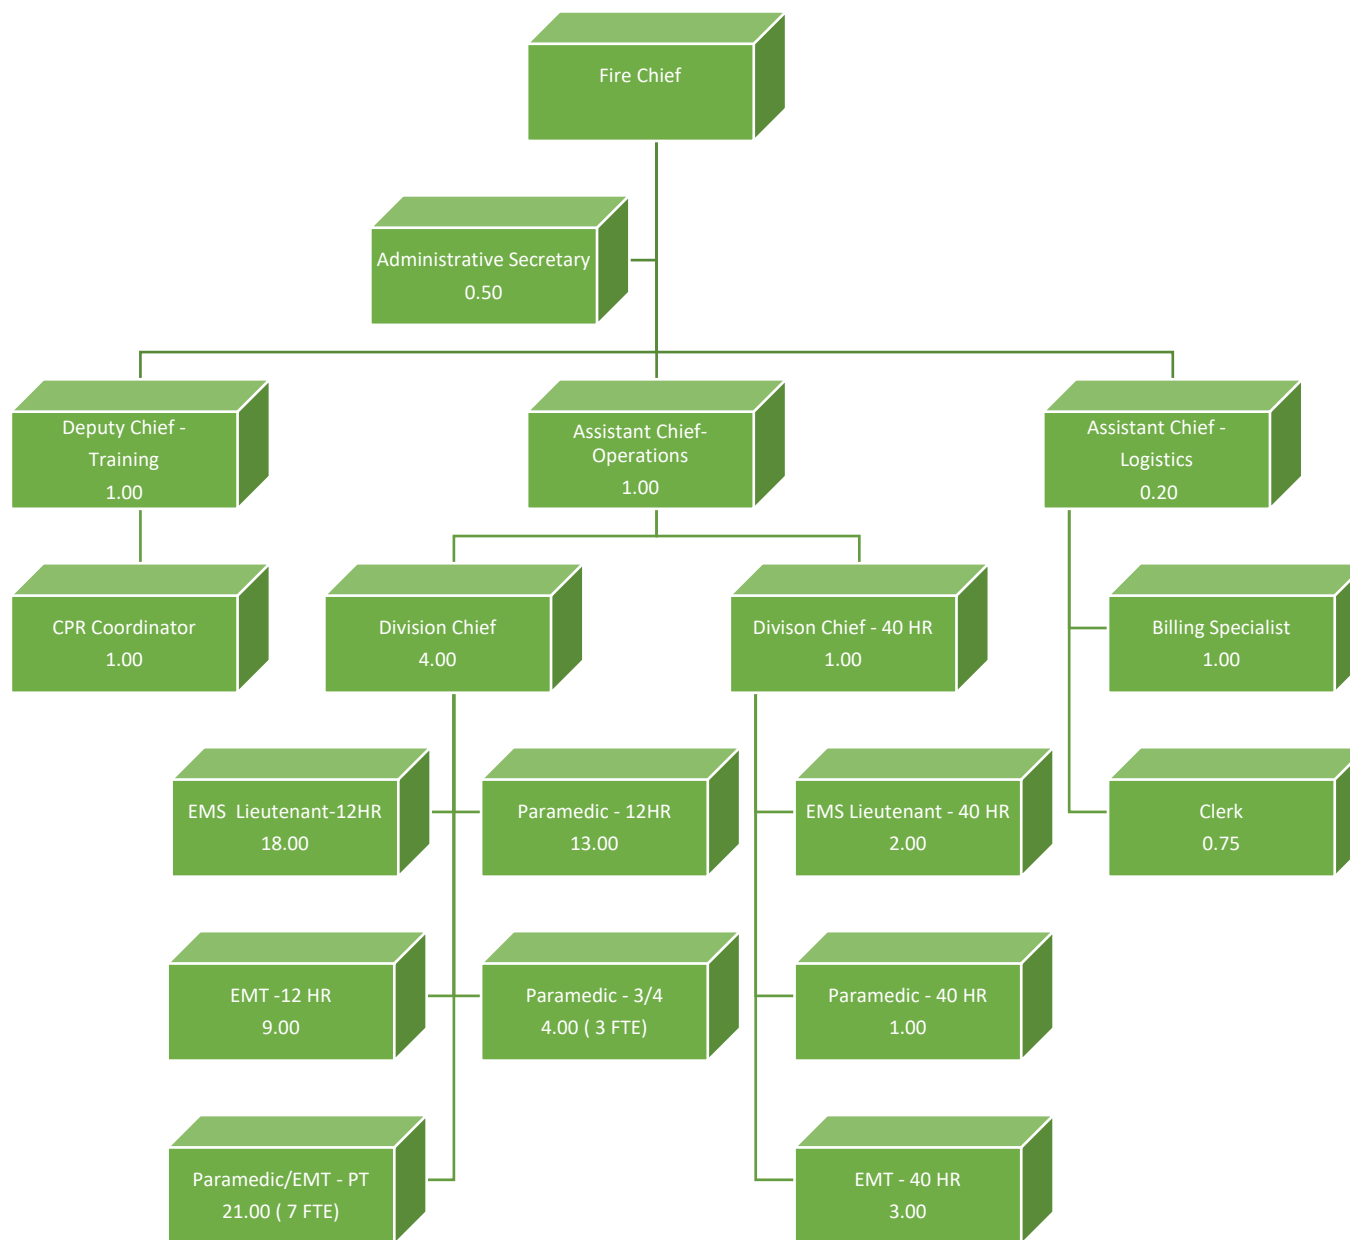 Fire Chief
Administrative Secretary
0.50
Deputy Chief -
Training
1.00
Assistant Chief-
Operations
1.00
Assistant Chief -
Logistics
0.20
CPR Coordinator
1.00
Division Chief
4.00
Divison Chief - 40 HR
1.00
Billing Specialist
1.00
EMS  Lieutenant-12HR
18.00
Paramedic - 12HR
13.00
EMS Lieutenant - 40 HR
2.00
Clerk
0.75
EMT -12 HR
9.00
Paramedic - 3/4
4.00 ( 3 FTE)
Paramedic - 40 HR
1.00
Paramedic/EMT - PT
21.00 ( 7 FTE)
EMT - 40 HR
3.00